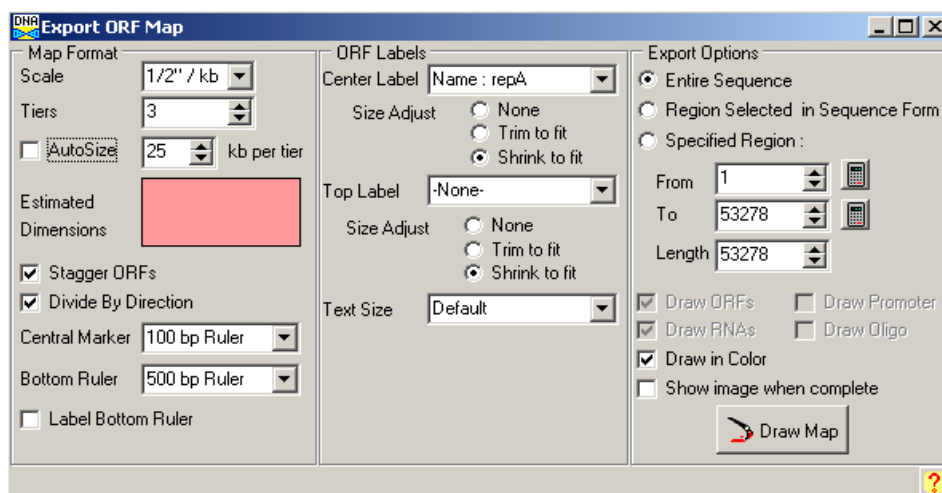 DNA Export ORF Map
Map Format
Scale 1/2" / kb
Tiers 3
AutoSize 25 kb per tier
Estimated
Dimensions
Stagger ORFs
Divide By Direction
Central Marker 100 bp Ruler
Bottom Ruler 500 bp Ruler
Label Bottom Ruler
ORF Labels
Center Label Name : repA
Size Adjust None
Trim to fit
Shrink to fit
Top Label -None-
Size Adjust None
Trim to fit
Shrink to fit
Text Size Default
Export Options
Entire Sequence
Region Selected in Sequence Form
Specified Region :
From 1
To 53278
Length 53278
Draw ORFs Draw Promoter
Draw RNAs Draw Oligo
Draw in Color
Show image when complete
Draw Map
?